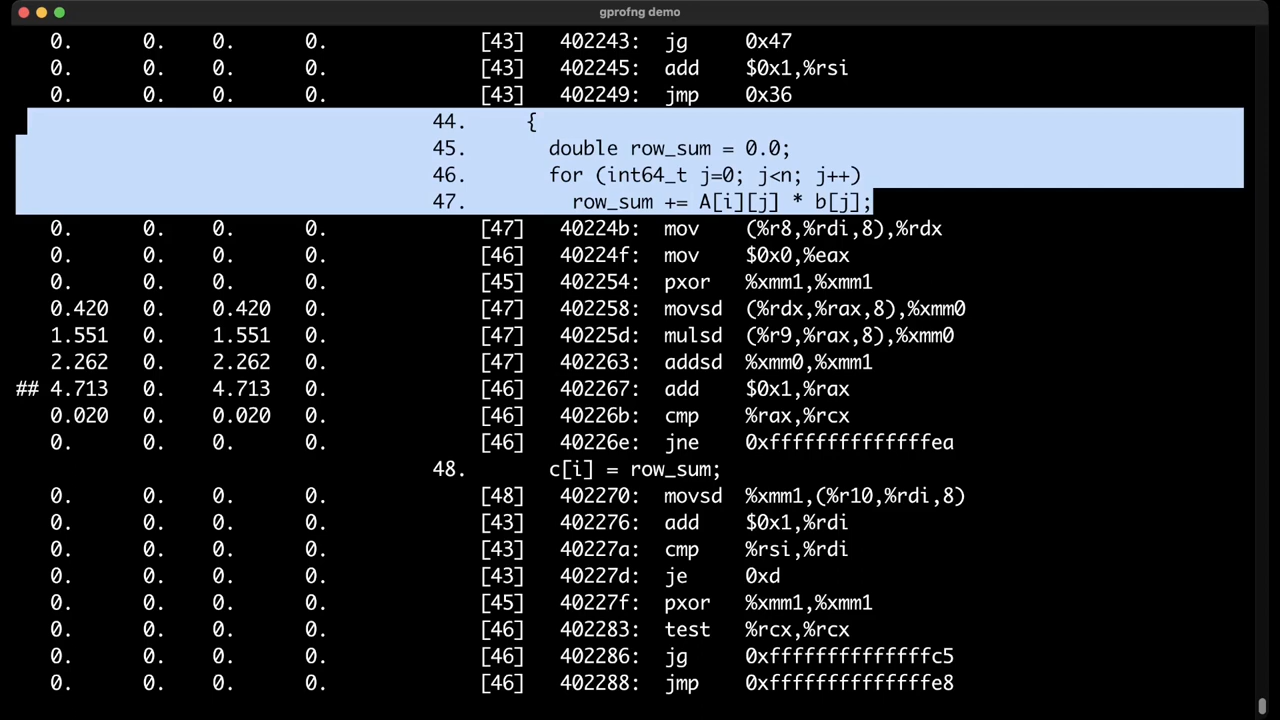 gprofng demo
0. 0. 0. 0. [43] 402243: jg 0x47
0. 0. 0. 0. [43] 402245: add $0x1,%rsi
0. 0. 0. 0. [43] 402249: jmp 0x36
44. {
45. double row_sum = 0.0;
46. for (int64_t j=0; j<n; j++)
47. row_sum += A[i][j] * b[j];
0. 0. 0. 0. [47] 40224b: mov (%r8,%rdi,8),%rdx
0. 0. 0. 0. [46] 40224f: mov $0x0,%eax
0. 0. 0. 0. [45] 402254: pxor %xmm1,%xmm1
0.420 0. 0.420 0. [47] 402258: movsd (%rdx,%rax,8),%xmm0
1.551 0. 1.551 0. [47] 40225d: mulsd (%r9,%rax,8),%xmm0
2.262 0. 2.262 0. [47] 402263: addsd %xmm0,%xmm1
## 4.713 0. 4.713 0. [46] 402267: add $0x1,%rax
0.020 0. 0.020 0. [46] 40226b: cmp %rax,%rcx
0. 0. 0. 0. [46] 40226e: jne 0xffffffffffffffea
48. c[i] = row_sum;
0. 0. 0. 0. [48] 402270: movsd %xmm1,(%r10,%rdi,8)
0. 0. 0. 0. [43] 402276: add $0x1,%rdi
0. 0. 0. 0. [43] 40227a: cmp %rsi,%rdi
0. 0. 0. 0. [43] 40227d: je 0xd
0. 0. 0. 0. [45] 40227f: pxor %xmm1,%xmm1
0. 0. 0. 0. [46] 402283: test %rcx,%rcx
0. 0. 0. 0. [46] 402286: jg 0xffffffffffffffc5
0. 0. 0. 0. [46] 402288: jmp 0xffffffffffffffe8